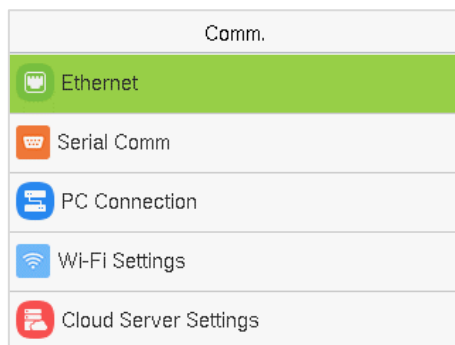 Comm.
Ethernet
Serial Comm
PC Connection
Wi-Fi Settings
Cloud Server Settings